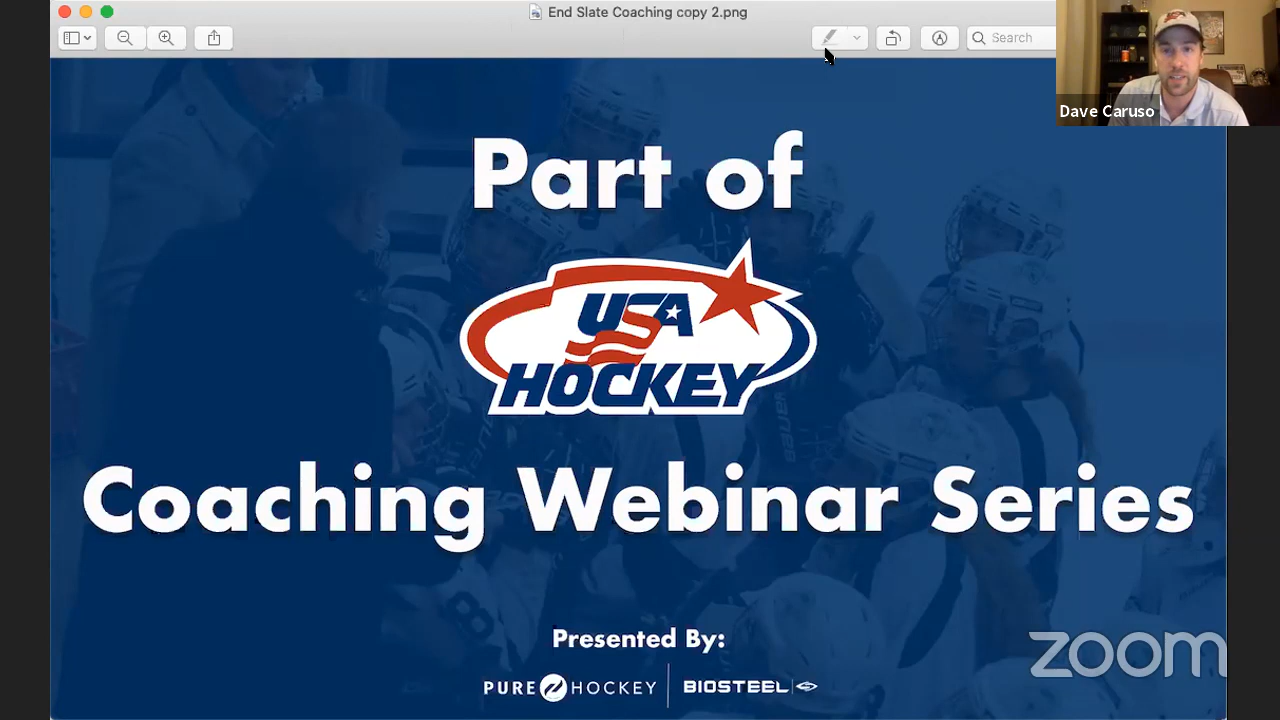 End Slate Coaching copy 2.png
Search
Dave Caruso
Part of
USA
HOCKEY
Coaching Webinar Series
Presented By:
PURE HOCKEY
BIOSTEEL
zoom